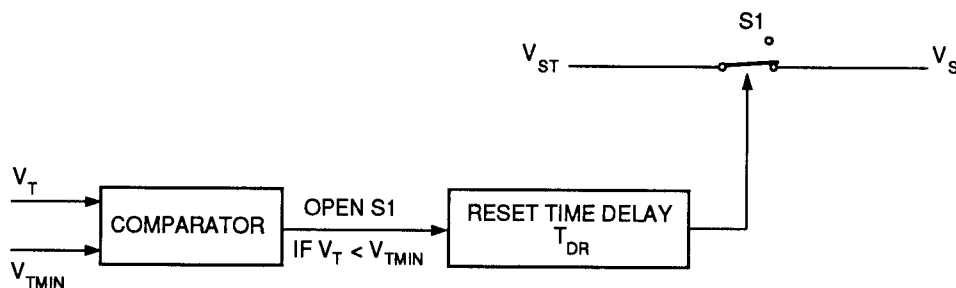 S1
V_ST
V_S
V_T
COMPARATOR
V_TMIN
OPEN S1
IF V_T < V_TMIN
RESET TIME DELAY
T_DR